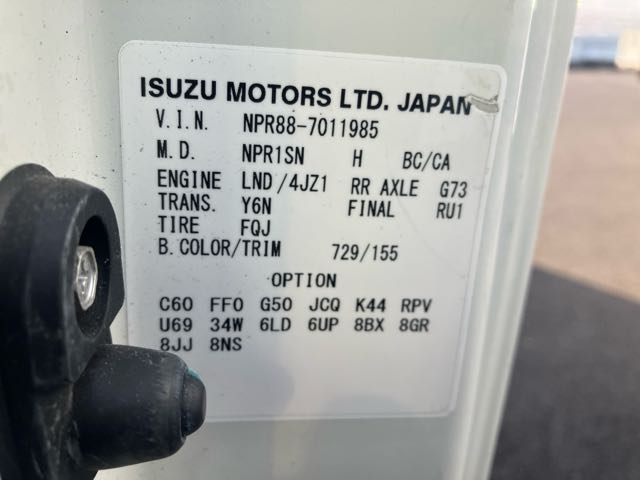 ISUZU MOTORS LTD. JAPAN
V.I.N. NPR88-7011985
M.D. NPR1SN H BC/CA
ENGINE LND/4JZ1 RR AXLE G73
TRANS. Y6N FINAL RU1
TIRE FQJ
B.COLOR/TRIM 729/155
OPTION
C60 FF0 G50 JCQ K44 RPV
U69 34W 6LD 6UP 8BX 8GR
8JJ 8NS